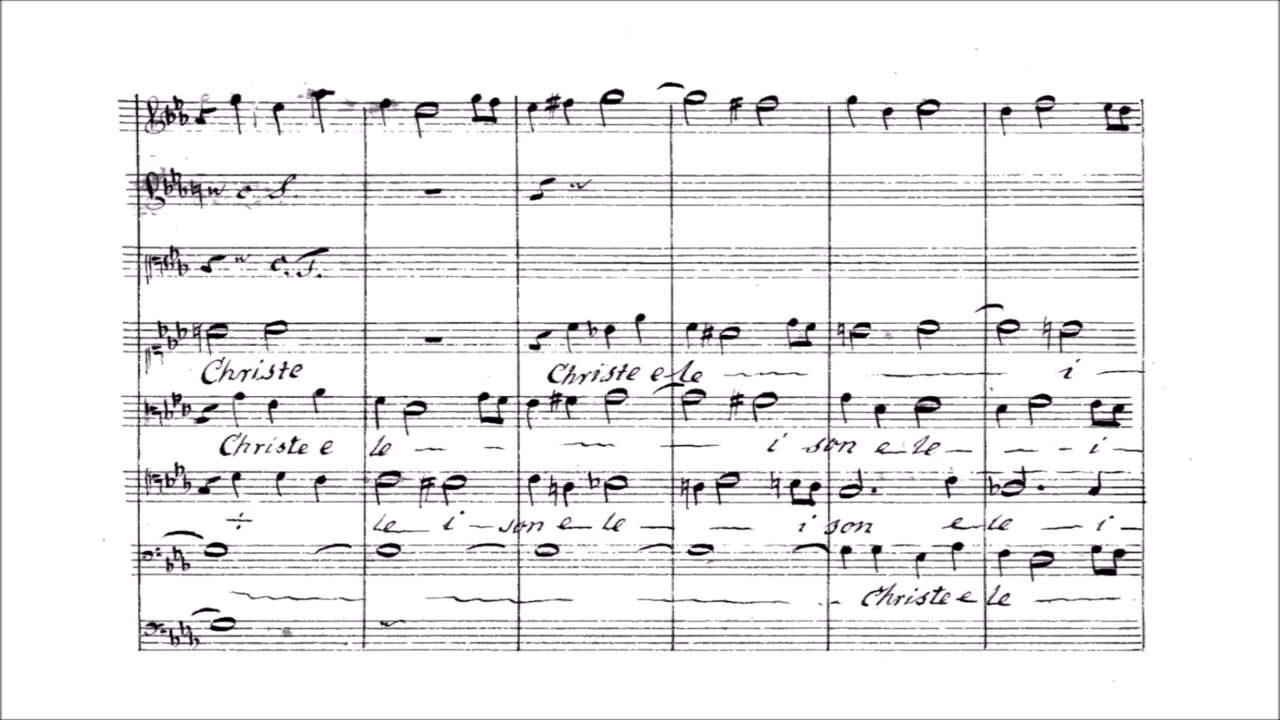 c. S.
c. T.
Christe Christe e le i
Christe e le i son e le i
le i son e le i son e le i
Christe e le